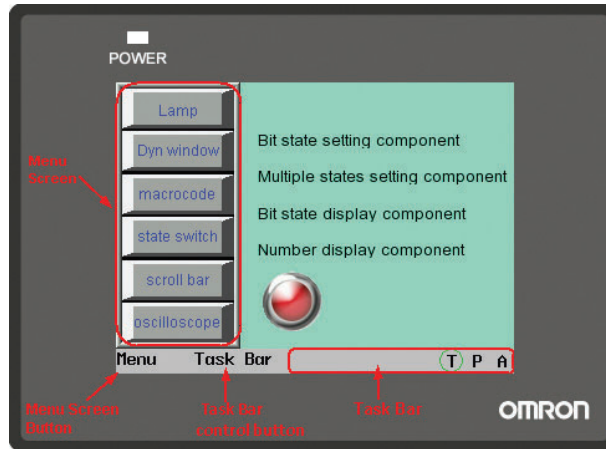 POWER
Lamp
Dyn window
macrocode
state switch
scroll bar
oscilloscope
Bit state setting component
Multiple states setting component
Bit state display component
Number display component
Menu
Screen
Menu
Task Bar
T P A
Menu Screen
Button
Task Bar
control button
Task Bar
OMRON